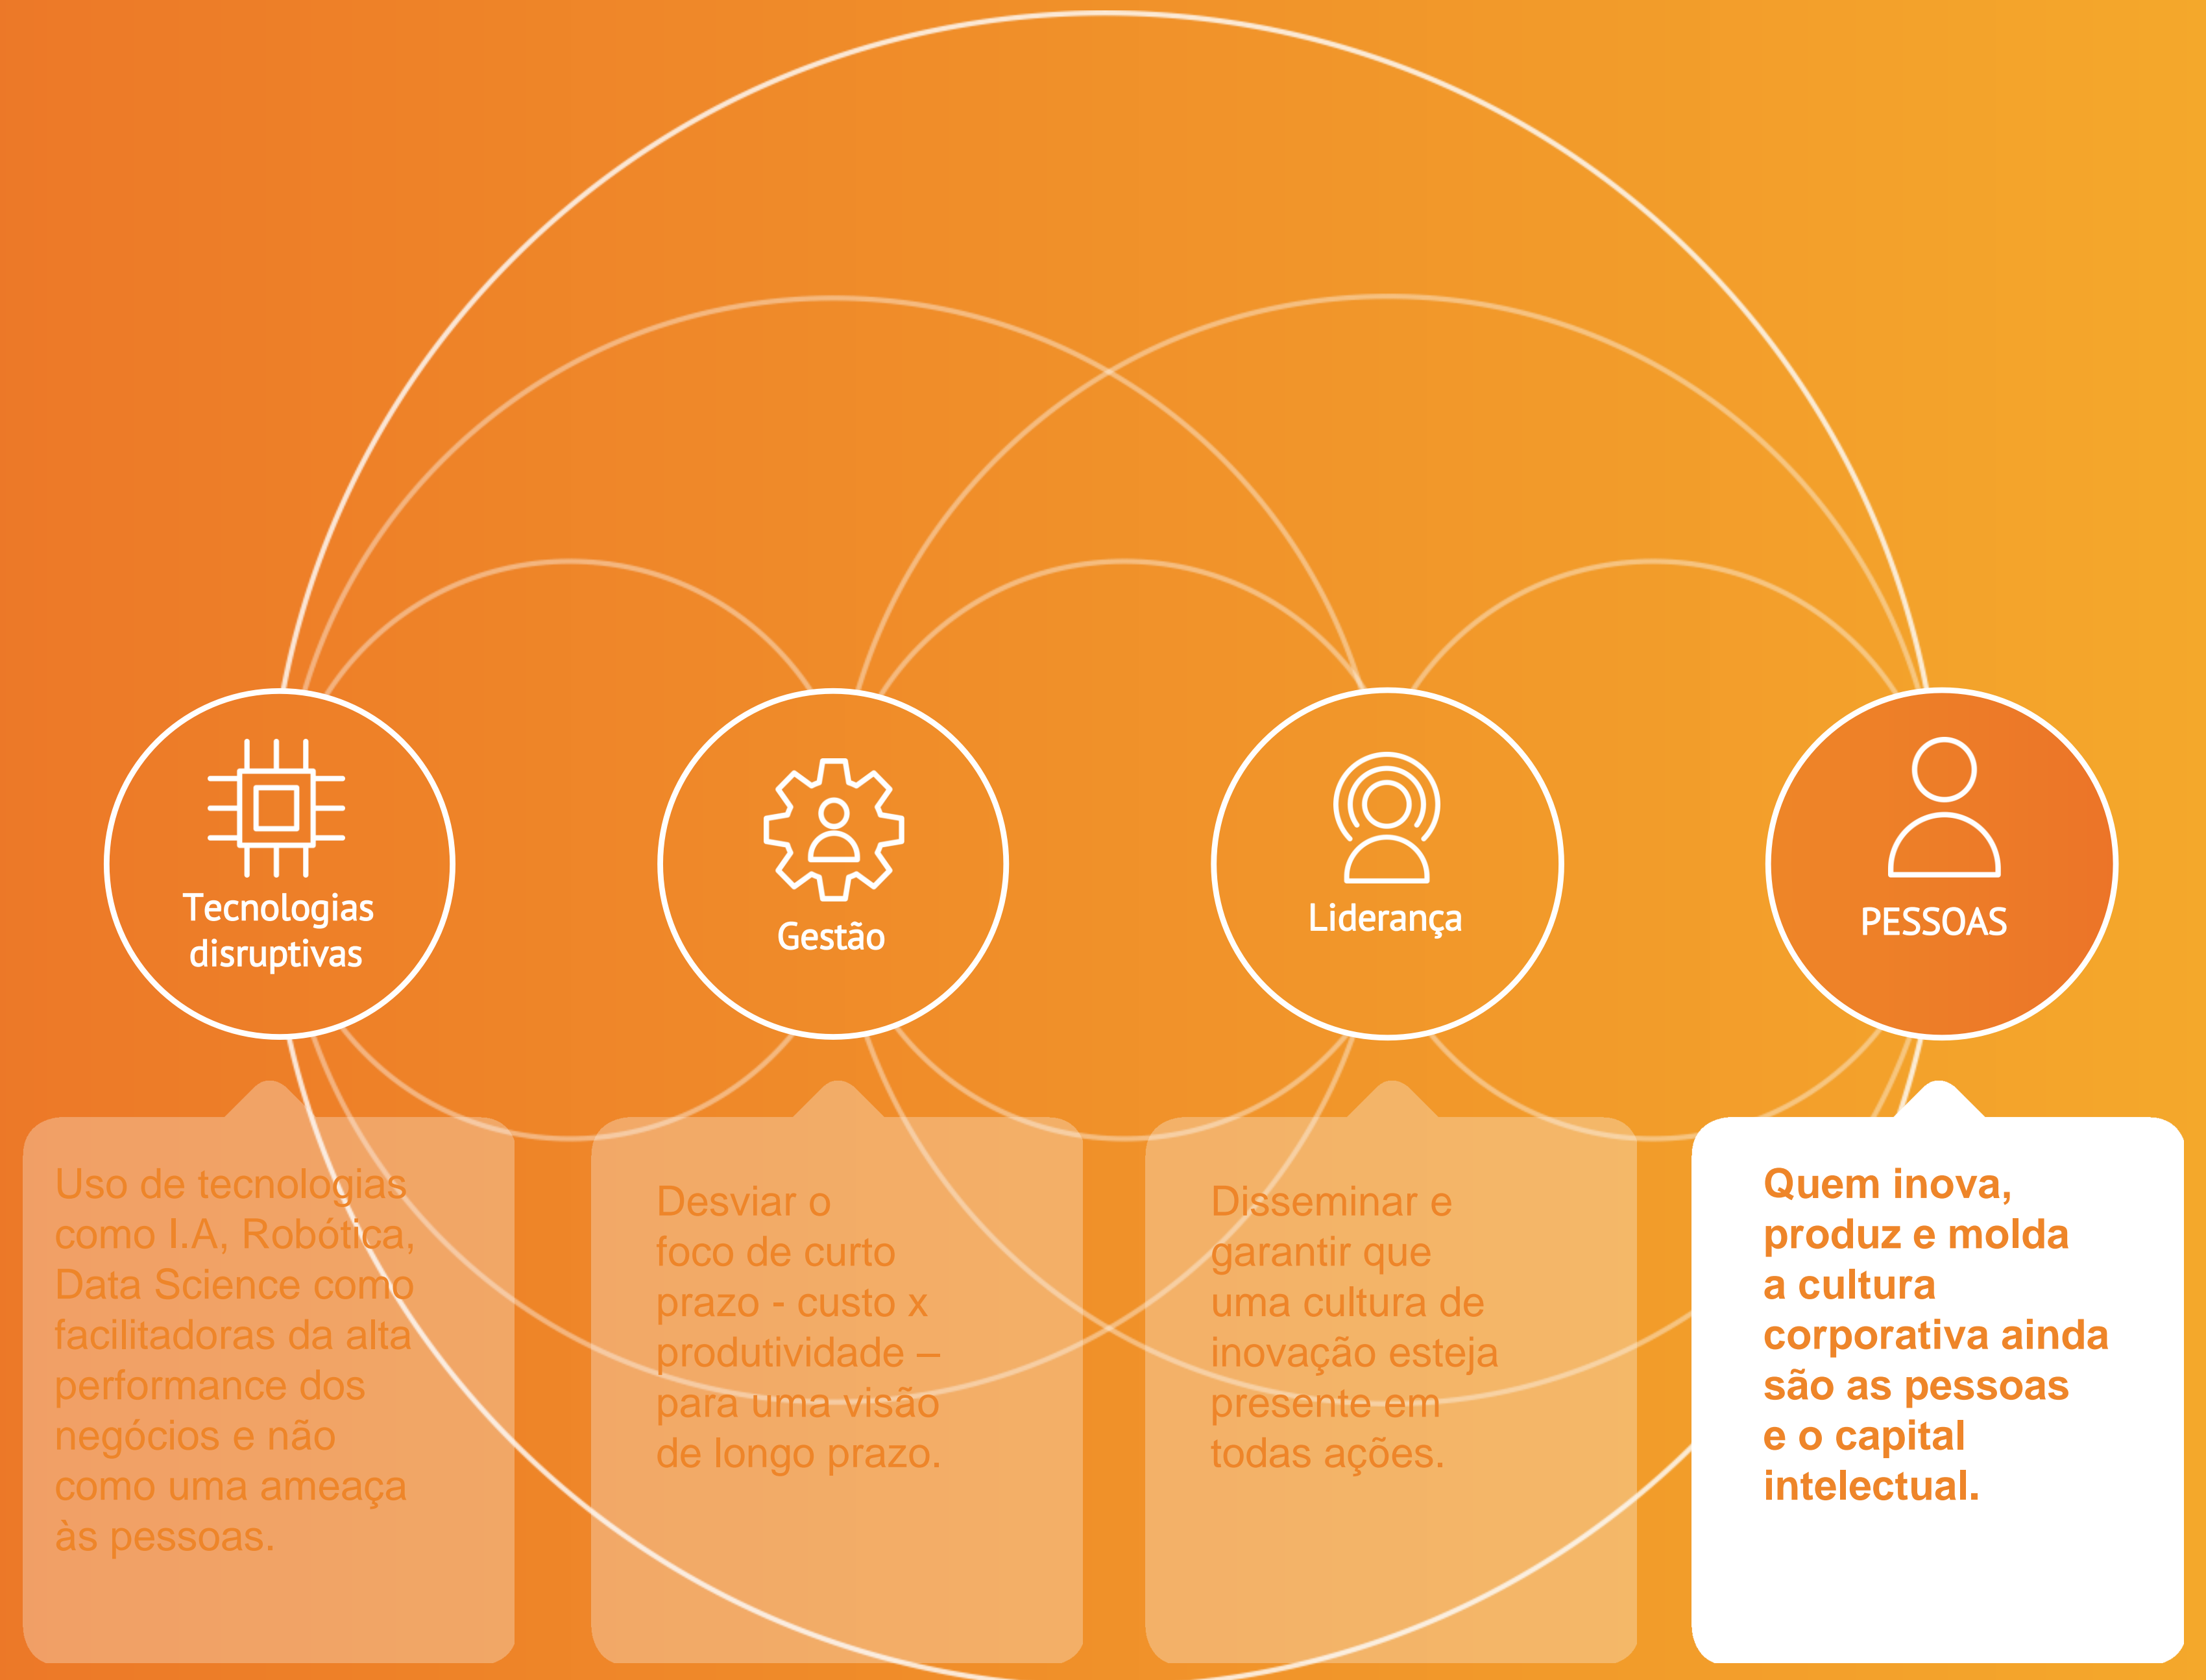 Tecnologias
disruptivas
Gestão
Liderança
PESSOAS
Uso de tecnologias
como I.A, Robótica,
Data Science como
facilitadoras da alta
performance dos
negócios e não
como uma ameaça
às pessoas.
Desviar o
foco de curto
prazo - custo x
produtividade –
para uma visão
de longo prazo.
Disseminar e
garantir que
uma cultura de
inovação esteja
presente em
todas ações.
Quem inova,
produz e molda
a cultura
corporativa ainda
são as pessoas
e o capital
intelectual.